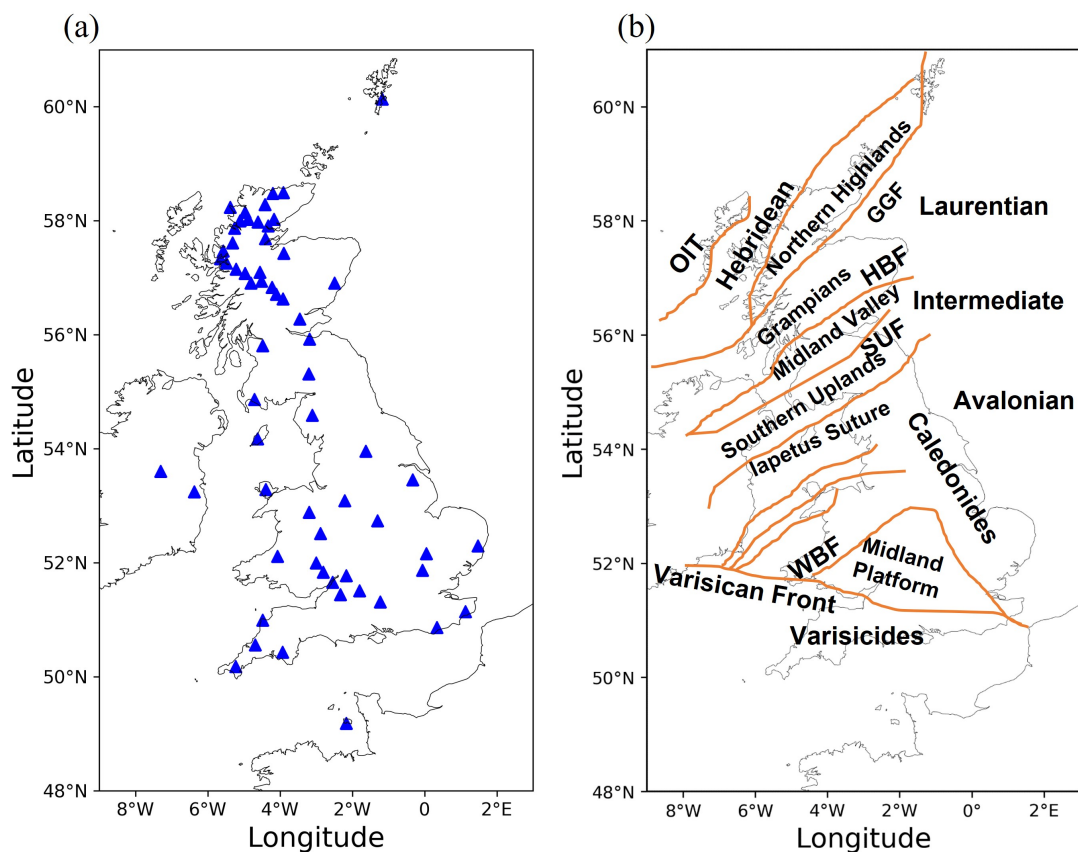 (a)
(b)
60°N
58°N
56°N
54°N
52°N
50°N
48°N
Latitude
8°W
6°W
4°W
2°W
0°
2°E
Longitude
60°N
58°N
56°N
54°N
52°N
50°N
48°N
Latitude
OIT
Hebridean
Northern Highlands
GGF
Laurentian
Grampians
HBF
Intermediate
Midland Valley
SUF
Southern Uplands
Avalonian
Iapetus Suture
Caledonides
WBF
Midland
Platform
Varisican Front
Varisicides
8°W
6°W
4°W
2°W
0°
2°E
Longitude